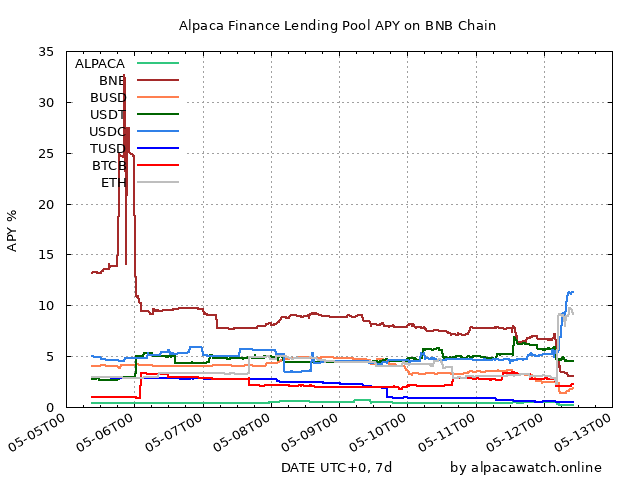 Alpaca Finance Lending Pool APY on BNB Chain
35
30
25
20
15
10
5
0
APY %
ALPACA
BNB
BUSD
USDT
USDC
TUSD
BTCB
ETH
05-05T00
05-06T00
05-07T00
05-08T00
05-09T00
05-10T00
05-11T00
05-12T00
05-13T00
DATE UTC+0, 7d
by alpacawatch.online